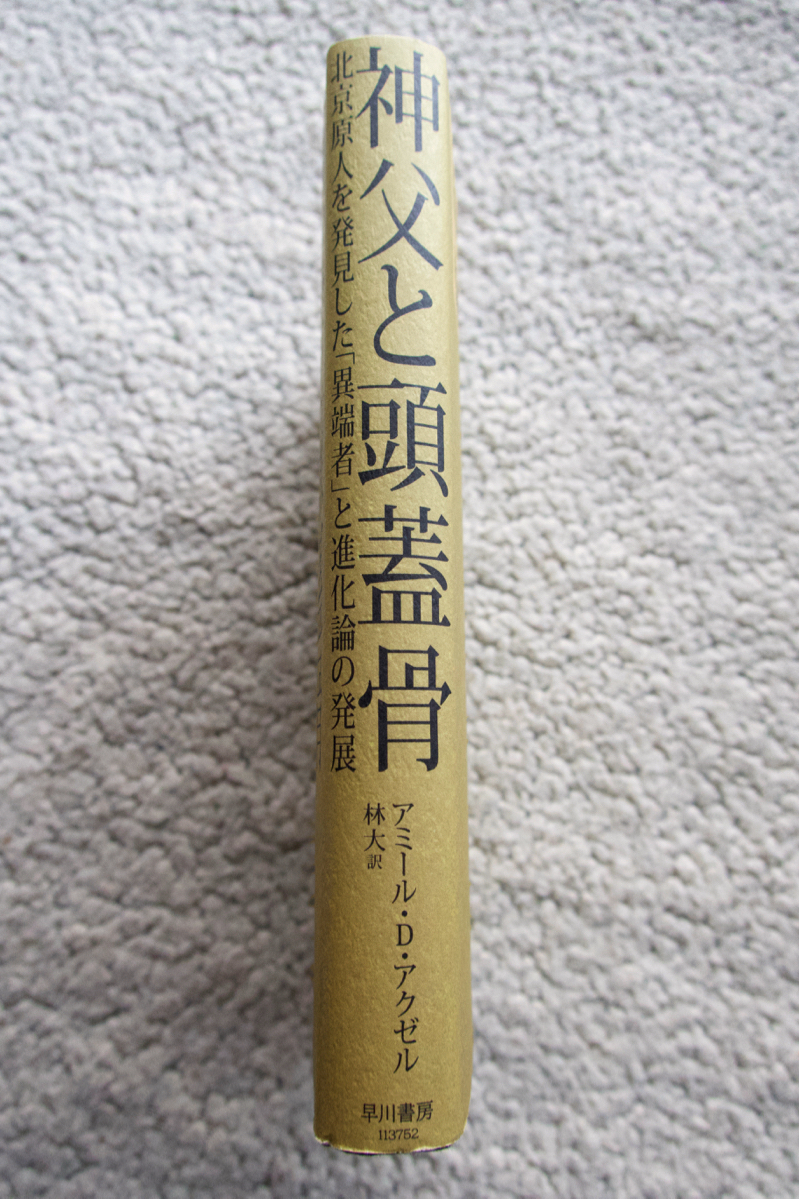 神父と頭蓋骨
北京原人を発見した「異端者」と進化論の発展
アミール・D・アクゼル
林大 訳
早川書房
113752